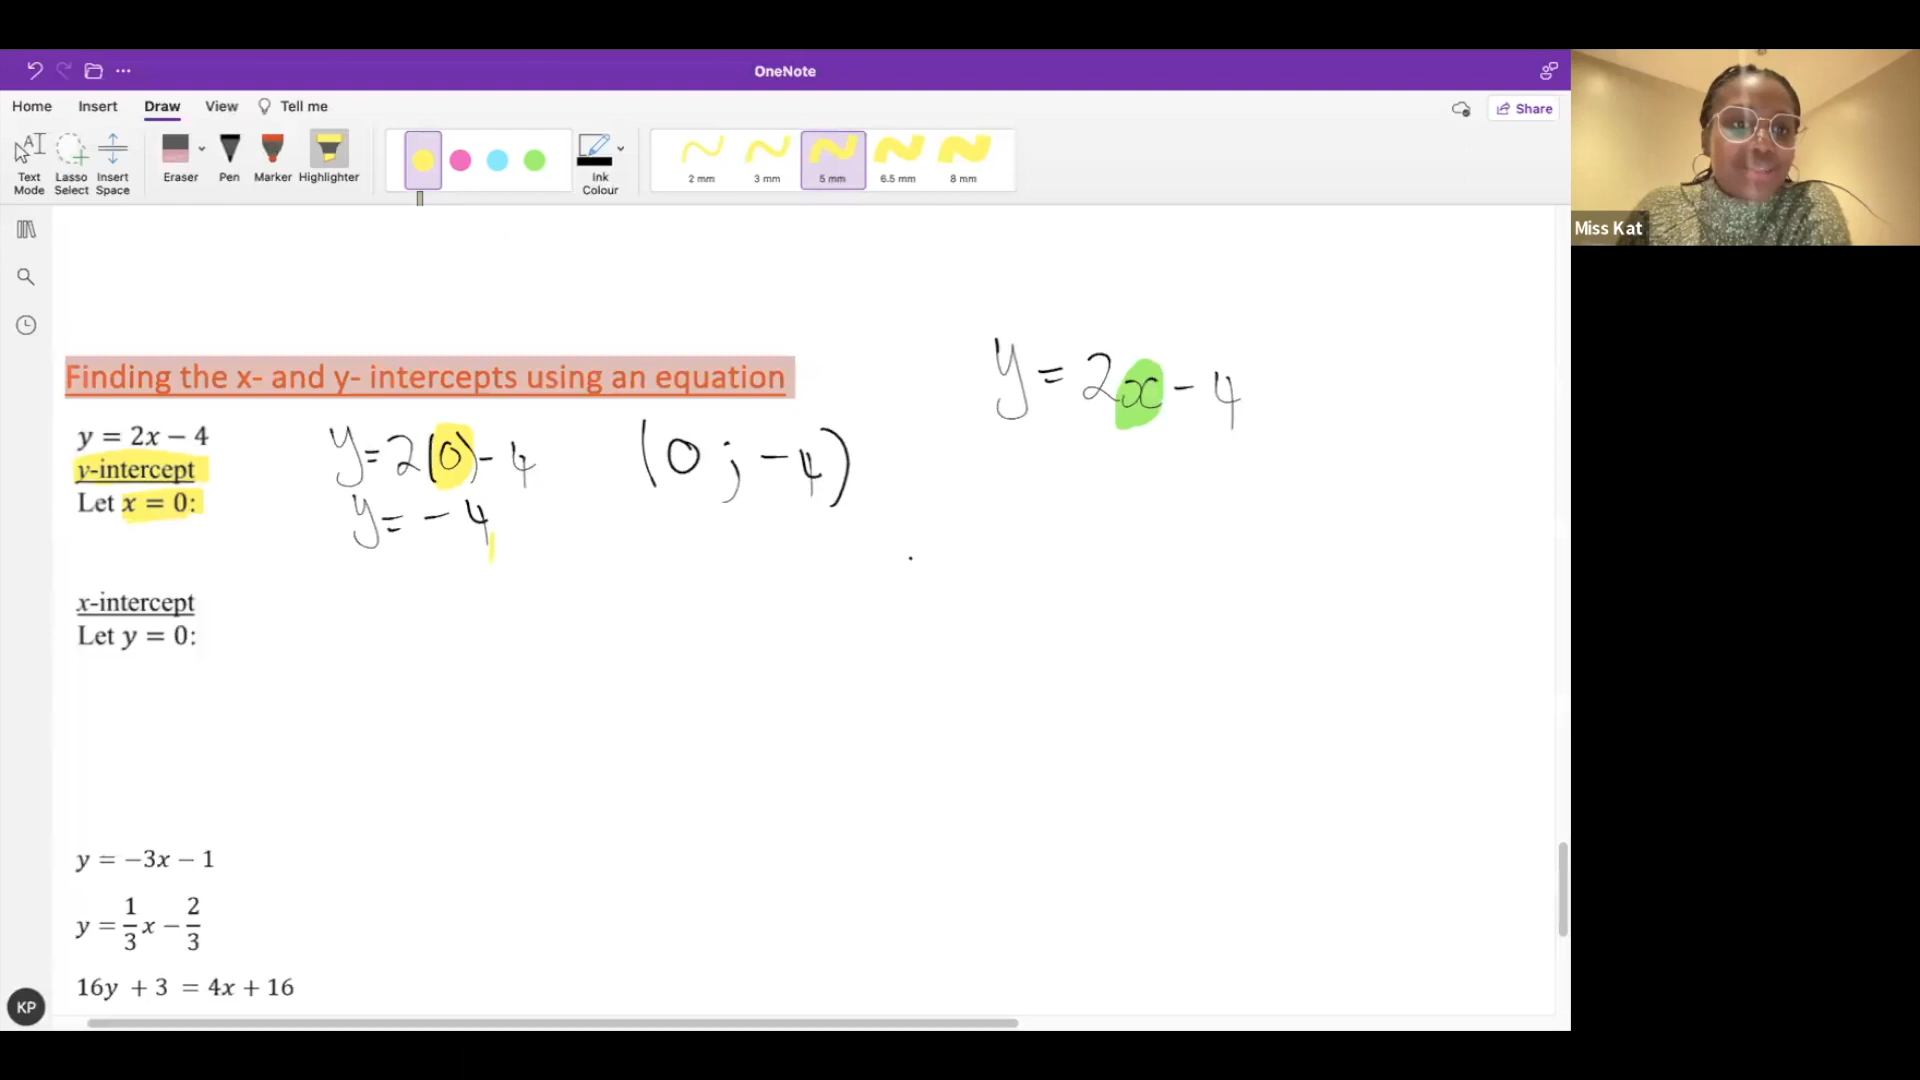 OneNote
Home Insert Draw View Tell me
Share
Text Mode
Lasso Select
Insert Space
Eraser
Pen
Marker
Highlighter
Ink Colour
2 mm
3 mm
5 mm
6.5 mm
8 mm
Miss Kat
Finding the x- and y- intercepts using an equation
y = 2x − 4
y = 2x − 4
y-intercept
Let x = 0:
y = 2(0) − 4
y = − 4
(0 ; −4)
x-intercept
Let y = 0:
y = −3x − 1
y = 1/3 x − 2/3
16y + 3 = 4x + 16
KP